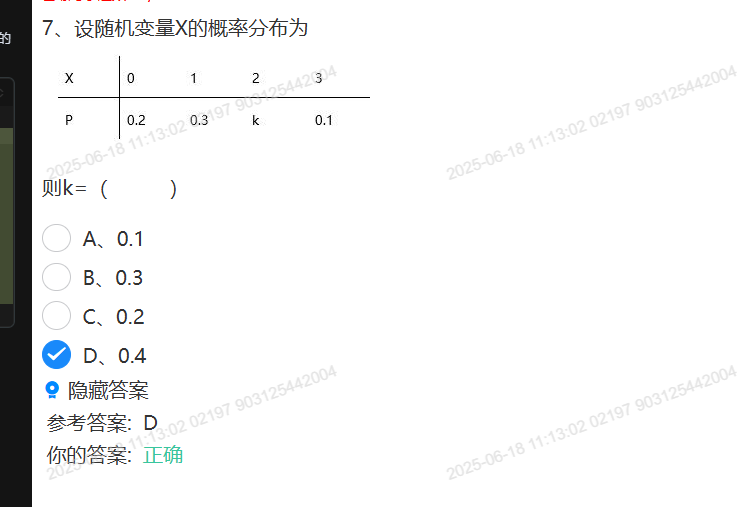 的
7、设随机变量X的概率分布为
X 0 1 2 3
P 0.2 0.3 k 0.1
则k=（ ）
A、0.1
B、0.3
C、0.2
D、0.4
隐藏答案
参考答案: D
你的答案: 正确
2025-06-18 11:13:02 02197 903125442004
2025-06-18 11:13:02 02197 903125442004
2025-06-18 11:13:02 02197 903125442004
2025-06-18 11:13:02 02197 903125442004